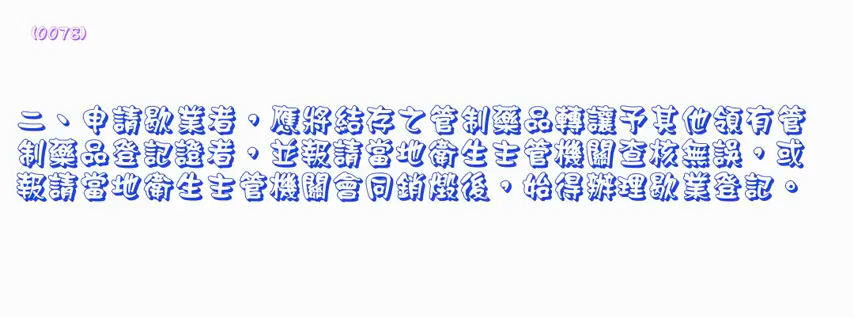 (0078)
二、申請歇業者，應將結存之管制藥品轉讓予其他領有管
制藥品登記證者，並報請當地衛生主管機關查核無誤，或
報請當地衛生主管機關會同銷燬後，始得辦理歇業登記。